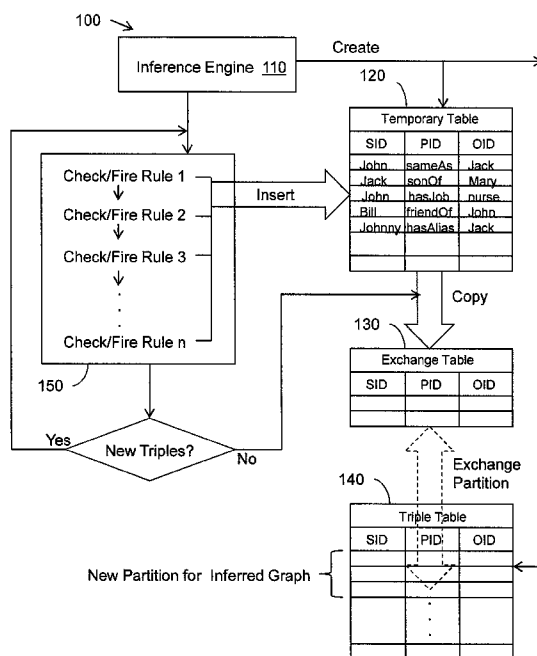 100
Inference Engine 110
Create
120
Temporary Table
SID PID OID
John sameAs Jack
Jack sonOf Mary
John hasJob nurse
Bill friendOf John
Johnny hasAlias Jack
Check/Fire Rule 1
Check/Fire Rule 2
Check/Fire Rule 3
Check/Fire Rule n
150
Insert
Copy
130
Exchange Table
SID PID OID
New Triples?
Yes
No
Exchange
Partition
140
Triple Table
SID PID OID
New Partition for Inferred Graph